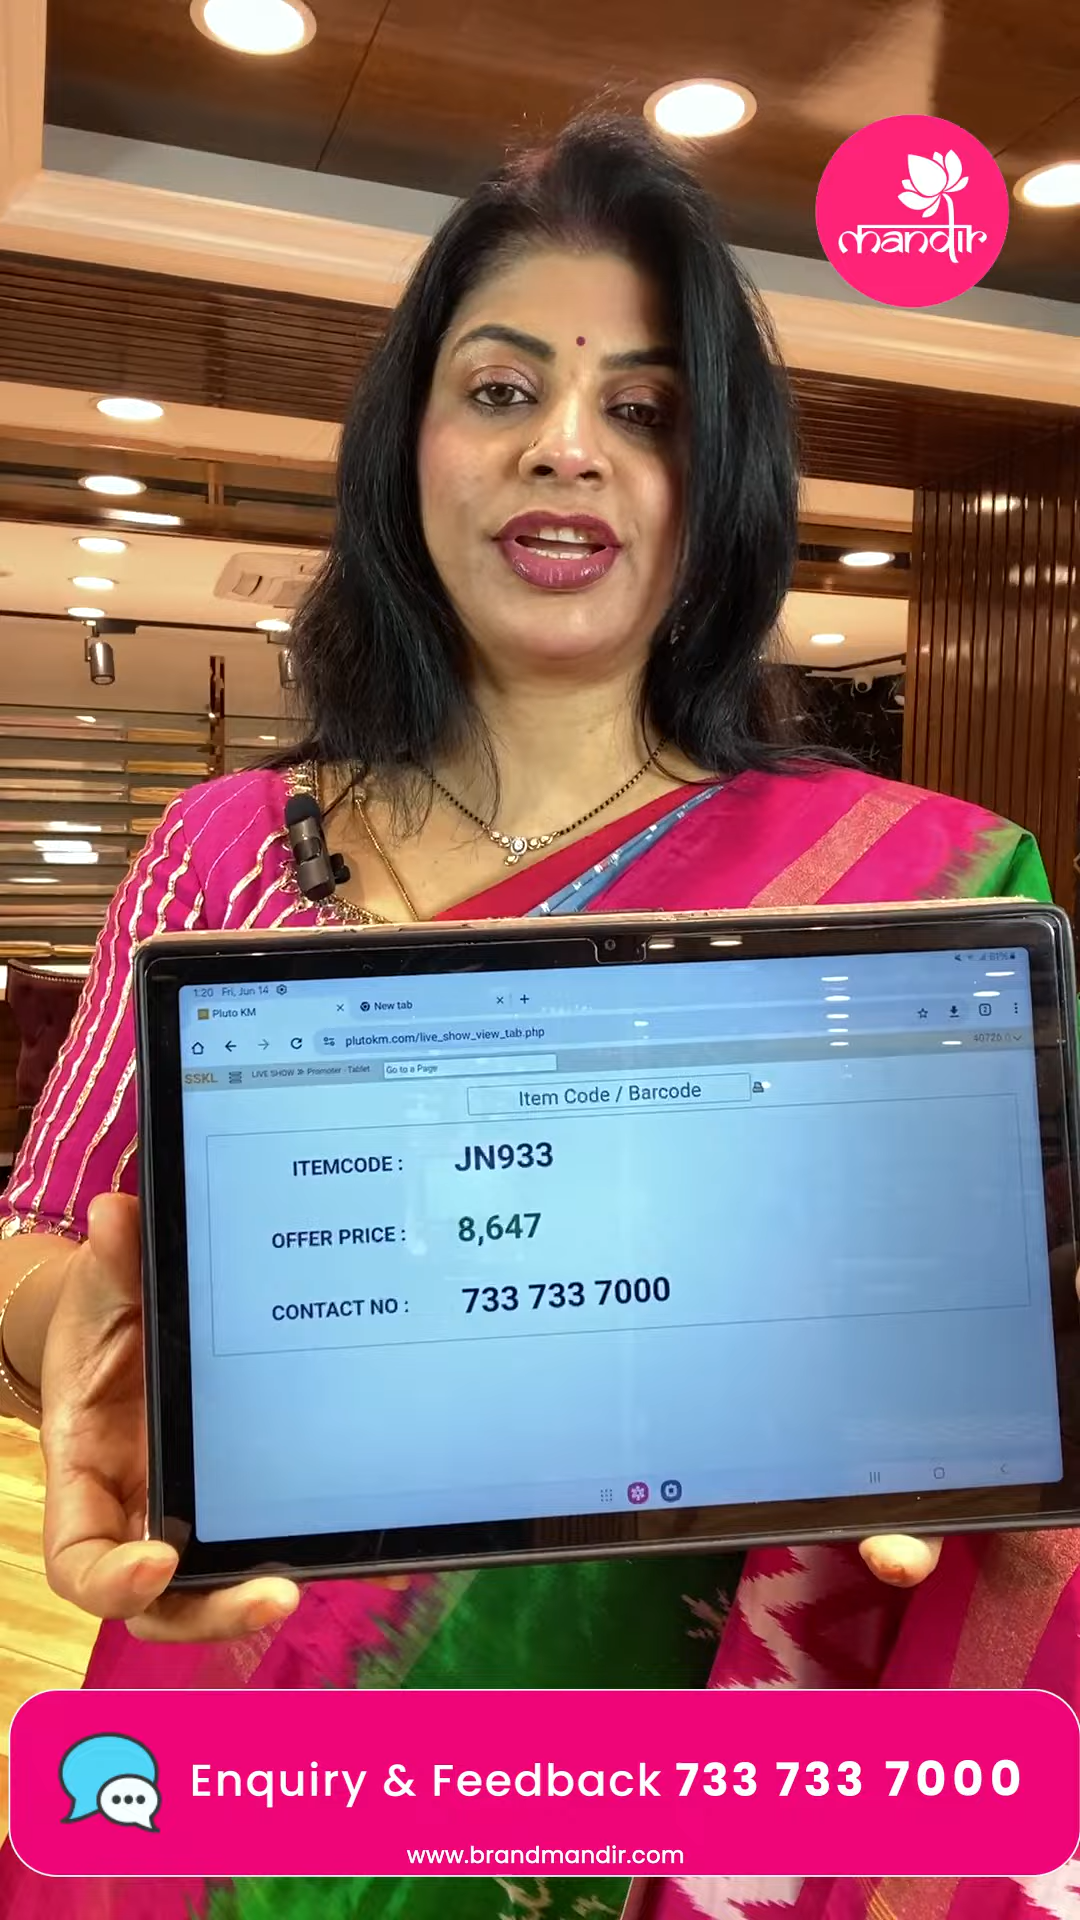 mandir
1:20 Fri, Jun 14
Pluto KM
New tab
81%
plutokm.com/live_show_view_tab.php
40726
SSKL
LIVE SHOW » Promoter - Tablet
Go to a Page
Item Code / Barcode
ITEMCODE : JN933
OFFER PRICE : 8,647
CONTACT NO : 733 733 7000
Enquiry & Feedback 733 733 7000
www.brandmandir.com